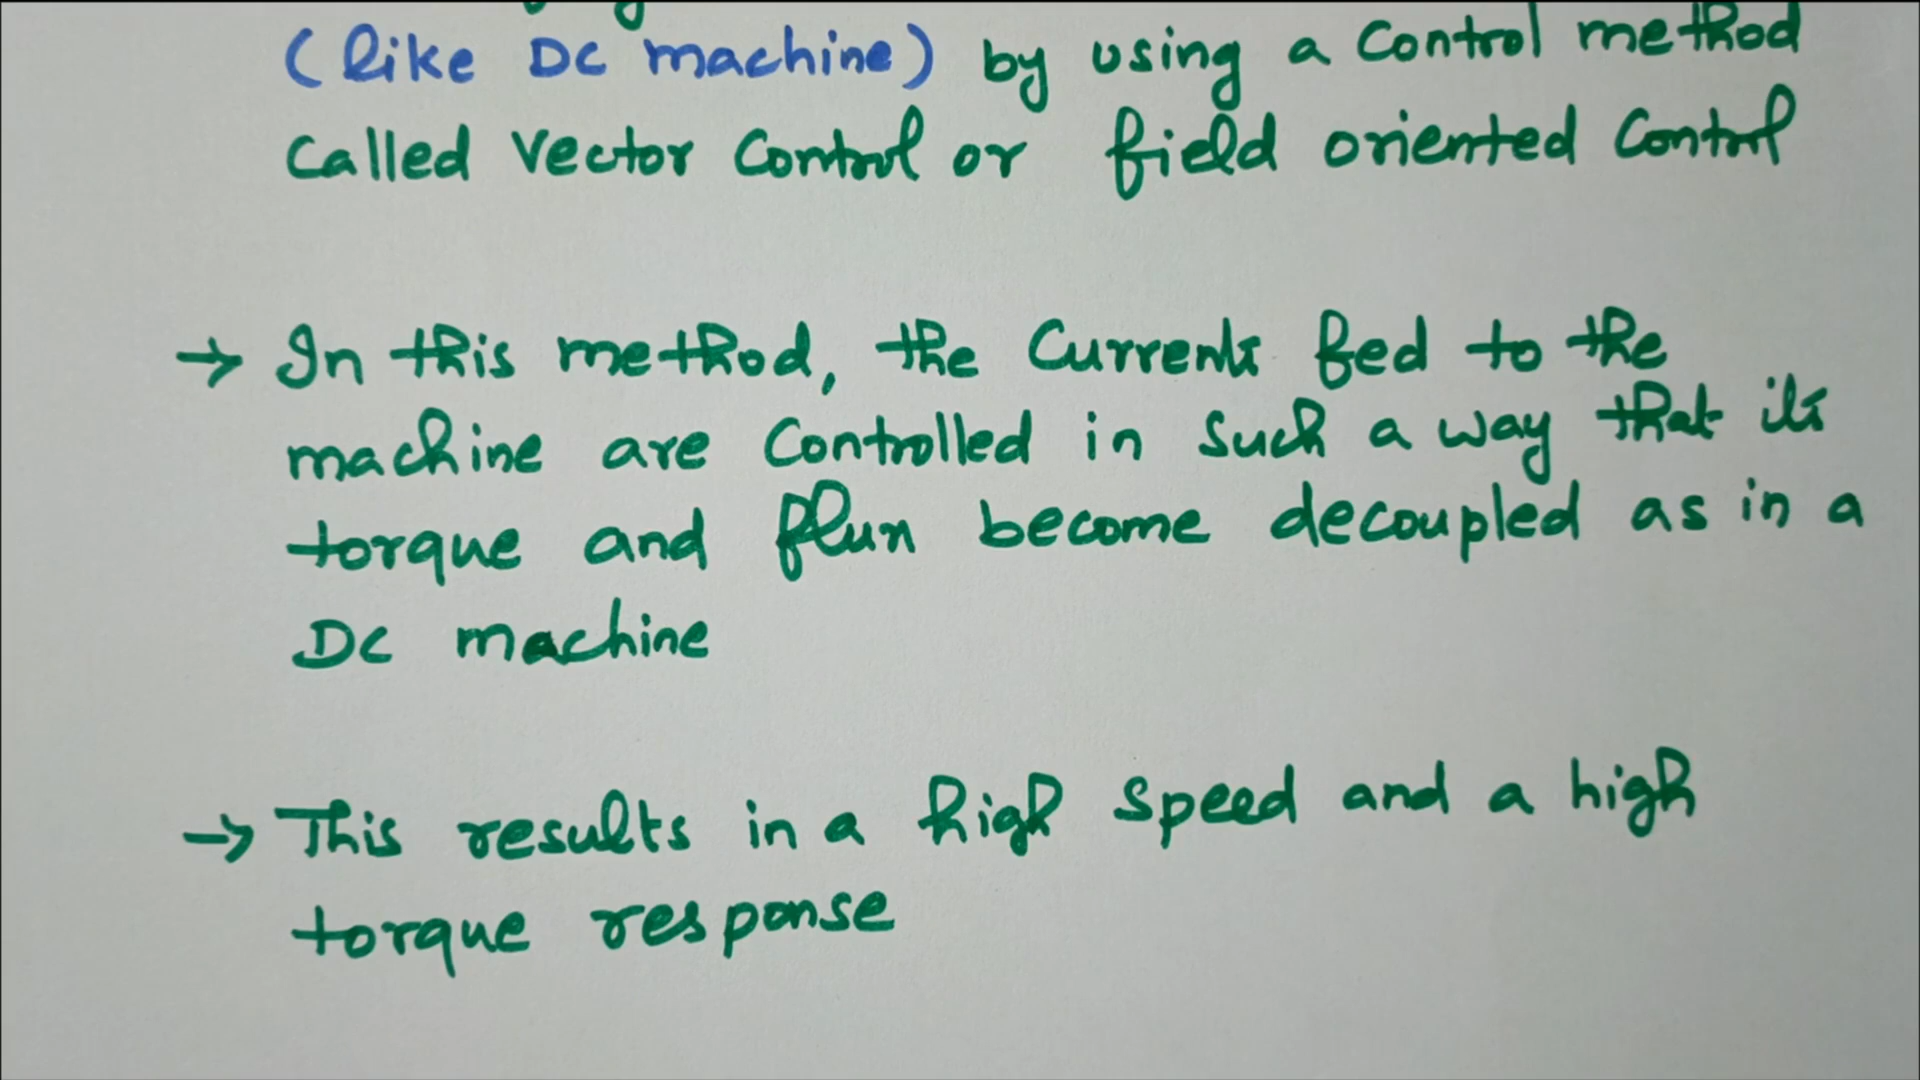 (like DC machine) by using a Control method
Called Vector Control or field oriented Control
→ In this method, the Currents fed to the
machine are Controlled in Such a way that its
torque and flux become decoupled as in a
DC machine
→ This results in a high Speed and a high
torque response